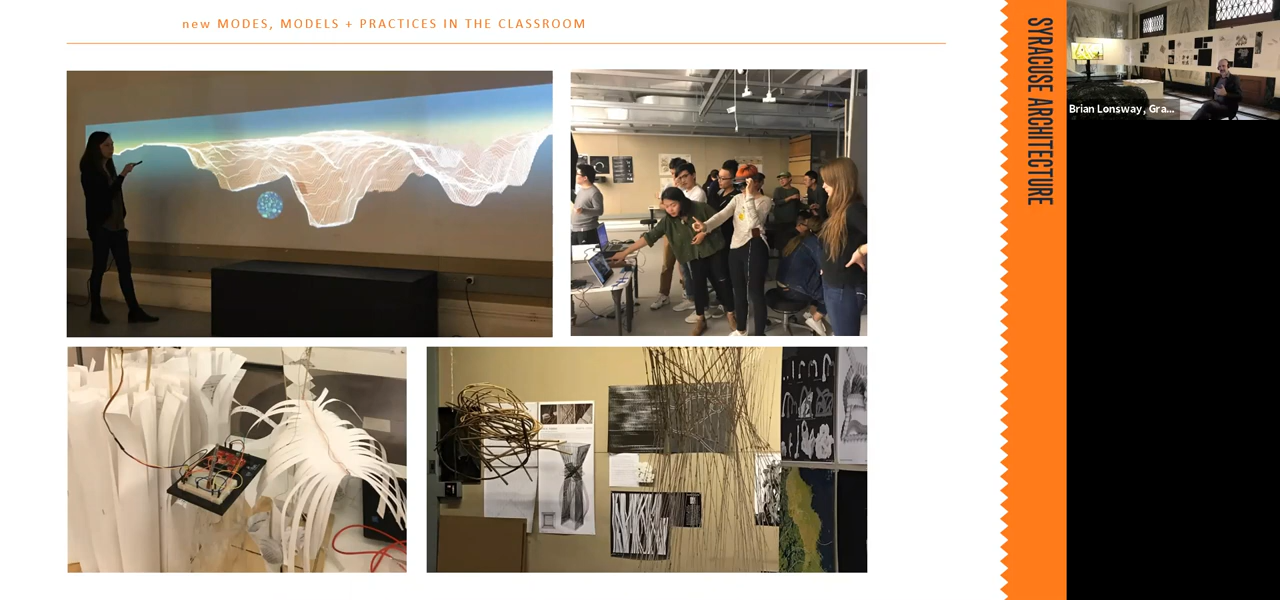 new MODES, MODELS + PRACTICES IN THE CLASSROOM
SYRACUSE ARCHITECTURE
Brian Lonsway, Gra...